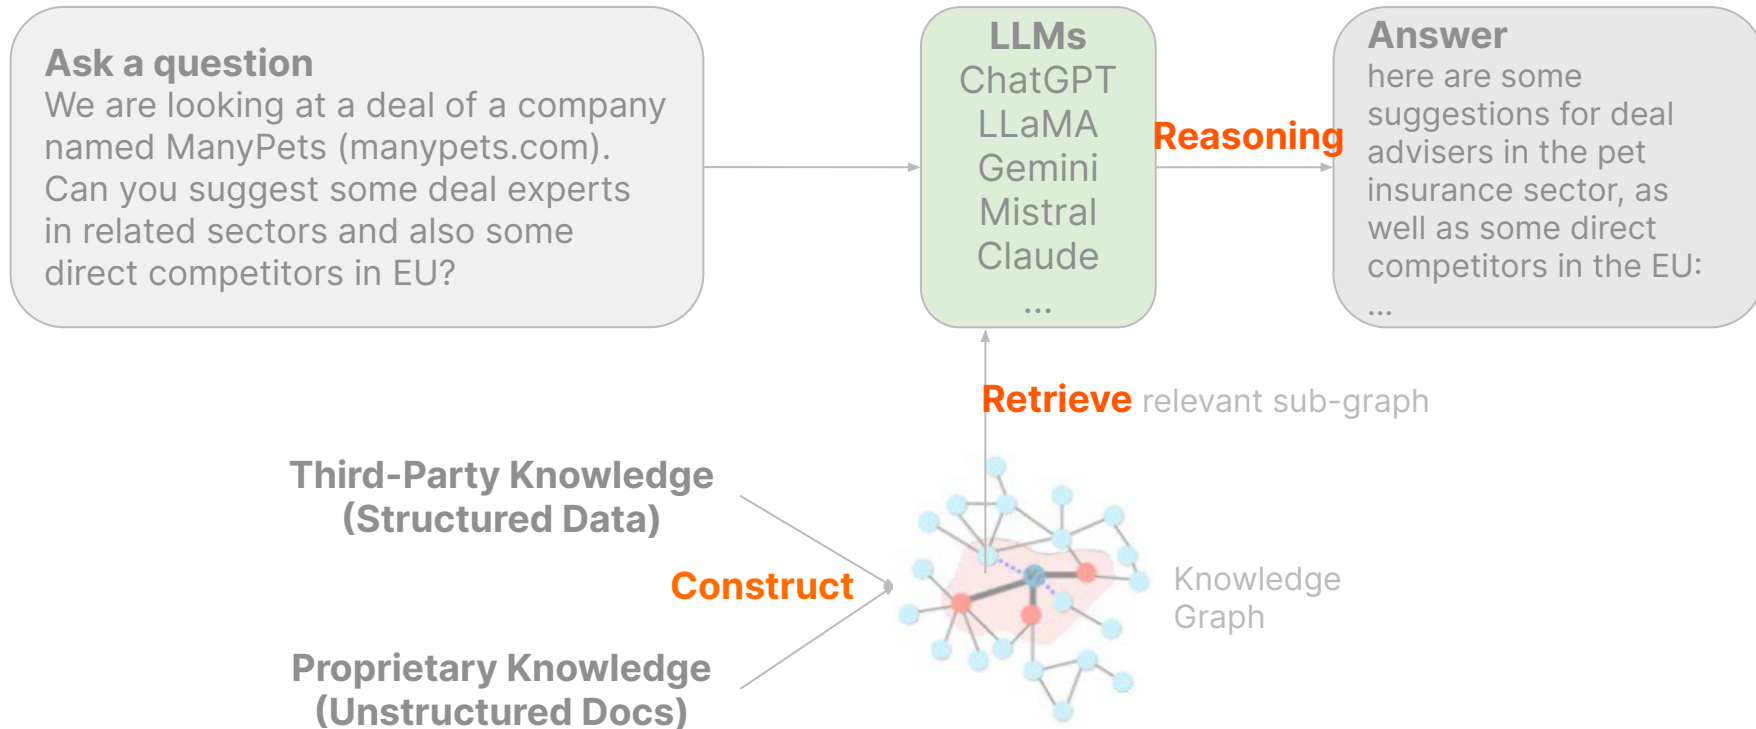 Ask a question
We are looking at a deal of a company
named ManyPets (manypets.com).
Can you suggest some deal experts
in related sectors and also some
direct competitors in EU?
LLMs
ChatGPT
LLaMA
Gemini
Mistral
Claude
...
Reasoning
Answer
here are some
suggestions for deal
advisers in the pet
insurance sector, as
well as some direct
competitors in the EU:
...
Retrieve relevant sub-graph
Third-Party Knowledge
(Structured Data)
Construct
Proprietary Knowledge
(Unstructured Docs)
Knowledge
Graph